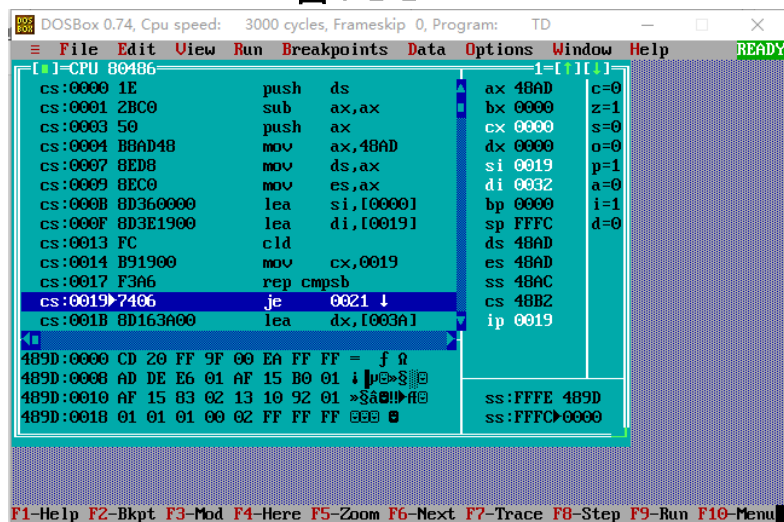 DOSBox 0.74, Cpu speed: 3000 cycles, Frameskip 0, Program: TD
≡ File Edit View Run Breakpoints Data Options Window Help READY
[■]=CPU 80486 1=[↑][↓]
cs:0000 1E push ds ax 48AD c=0
cs:0001 2BC0 sub ax,ax bx 0000 z=1
cs:0003 50 push ax cx 0000 s=0
cs:0004 B8AD48 mov ax,48AD dx 0000 o=0
cs:0007 8ED8 mov ds,ax si 0019 p=1
cs:0009 8EC0 mov es,ax di 0032 a=0
cs:000B 8D360000 lea si,[0000] bp 0000 i=1
cs:000F 8D3E1900 lea di,[0019] sp FFFC d=0
cs:0013 FC cld ds 48AD
cs:0014 B91900 mov cx,0019 es 48AD
cs:0017 F3A6 rep cmpsb ss 48AC
cs:0019▶7406 je 0021 ↓ cs 48B2
cs:001B 8D163A00 lea dx,[003A] ip 0019
489D:0000 CD 20 FF 9F 00 EA FF FF = ƒ Ω
489D:0008 AD DE E6 01 AF 15 B0 01
489D:0010 AF 15 83 02 13 10 92 01 ss:FFFE 489D
489D:0018 01 01 01 00 02 FF FF FF ss:FFFC▶0000
F1-Help F2-Bkpt F3-Mod F4-Here F5-Zoom F6-Next F7-Trace F8-Step F9-Run F10-Menu